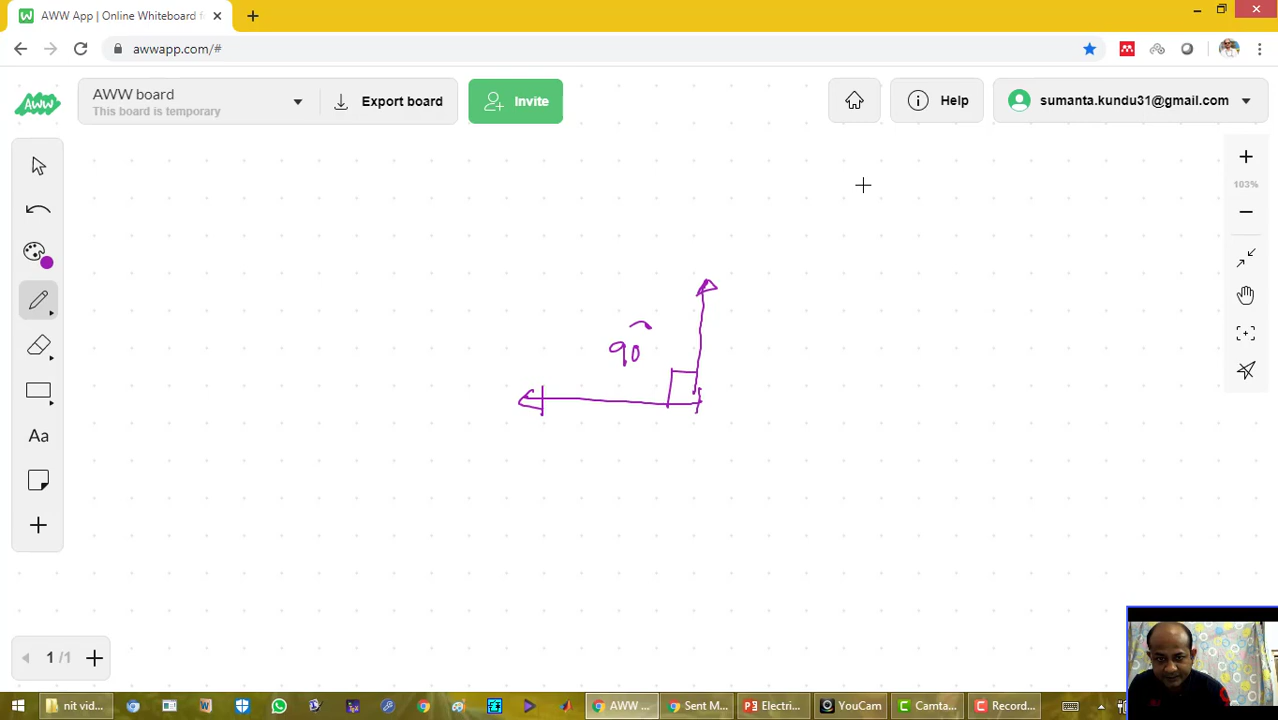 AWW App | Online Whiteboard f
awwapp.com/#
AWW
AWW board
This board is temporary
Export board
Invite
Help
sumanta.kundu31@gmail.com
103%
90
Aa
1 /1
nit vid...
AWW ...
Sent M...
Electri...
YouCam
Camta...
Record...